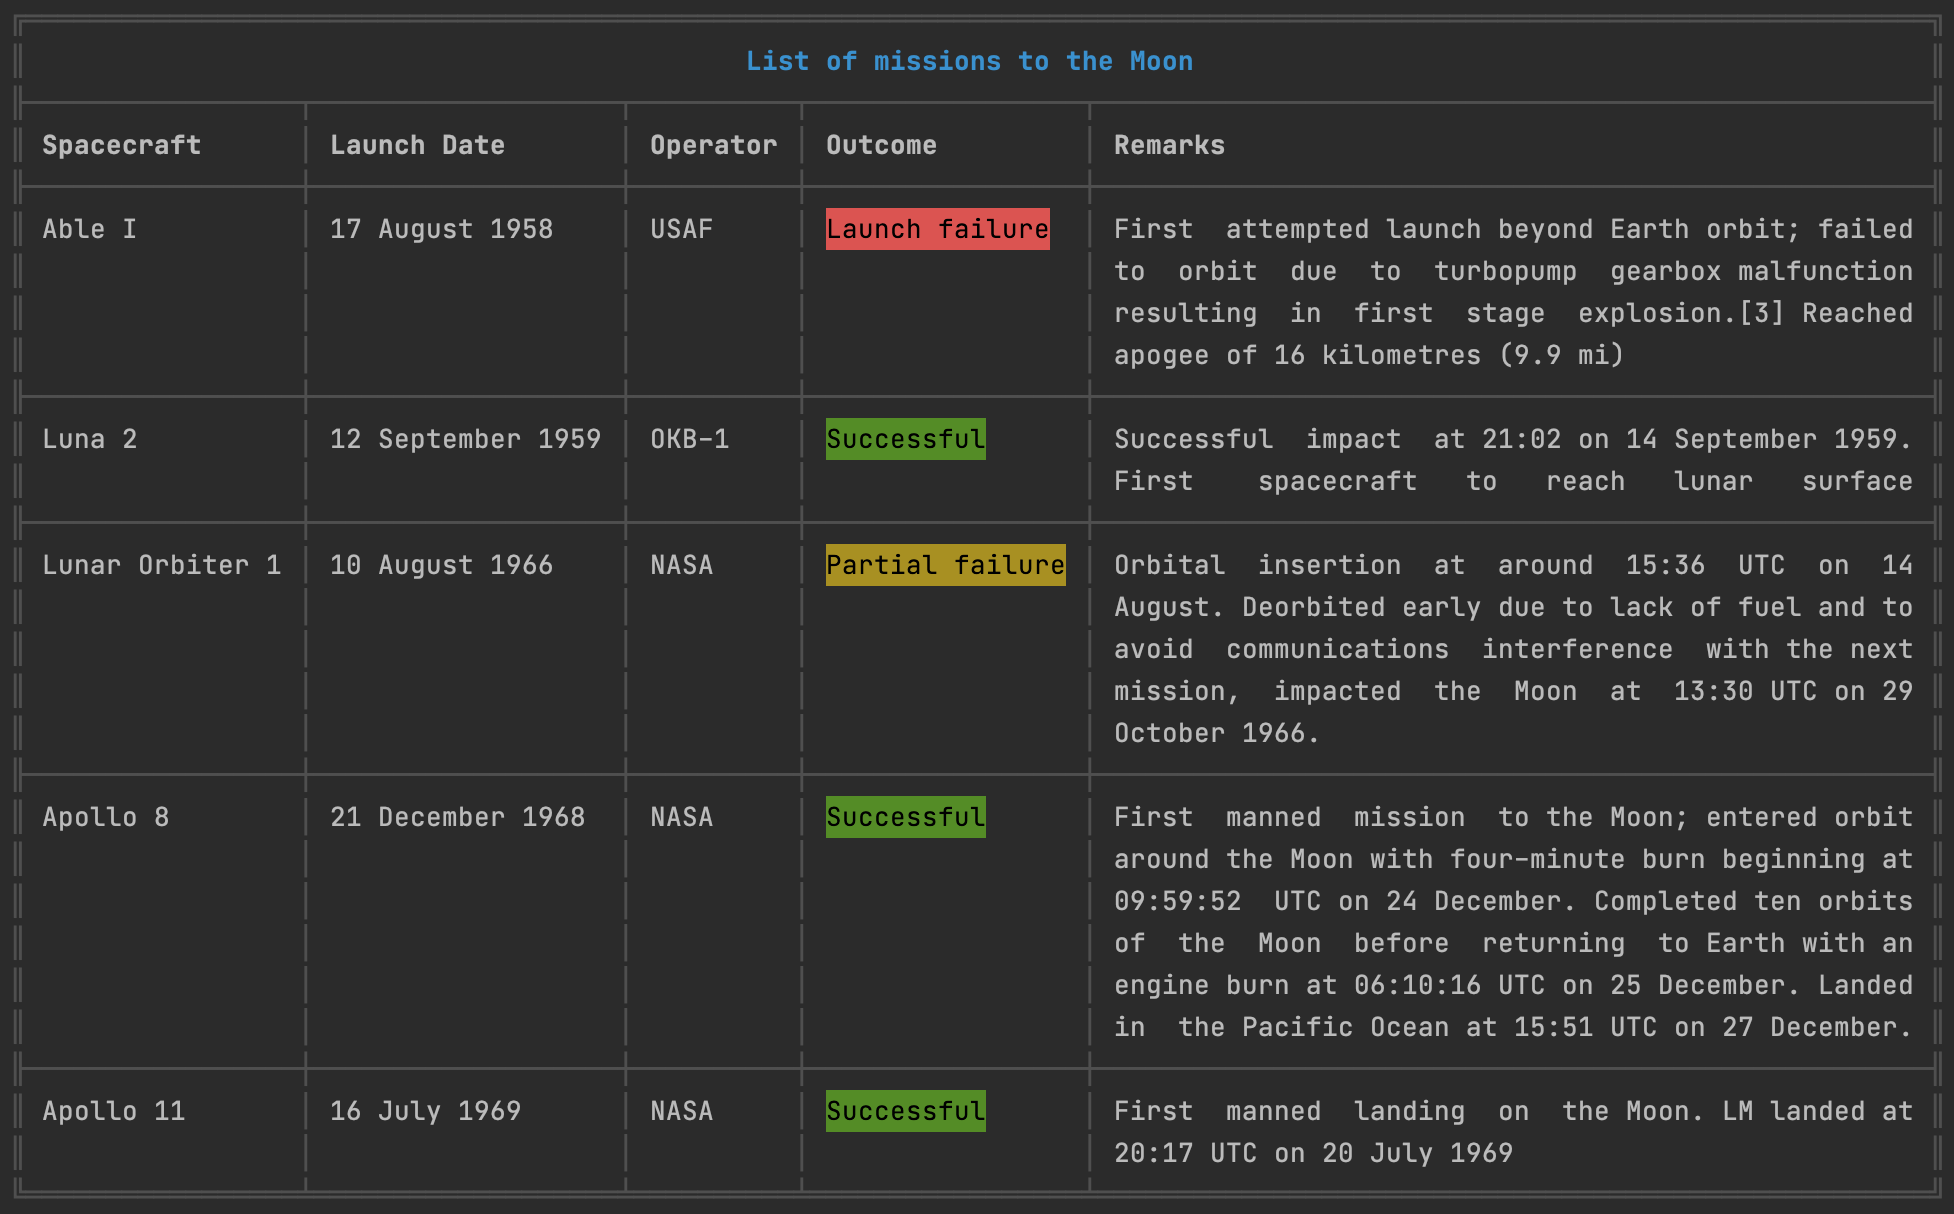 List of missions to the Moon
Spacecraft Launch Date Operator Outcome Remarks
Able I 17 August 1958 USAF Launch failure First attempted launch beyond Earth orbit; failed
to orbit due to turbopump gearbox malfunction
resulting in first stage explosion.[3] Reached
apogee of 16 kilometres (9.9 mi)
Luna 2 12 September 1959 OKB-1 Successful Successful impact at 21:02 on 14 September 1959.
First spacecraft to reach lunar surface
Lunar Orbiter 1 10 August 1966 NASA Partial failure Orbital insertion at around 15:36 UTC on 14
August. Deorbited early due to lack of fuel and to
avoid communications interference with the next
mission, impacted the Moon at 13:30 UTC on 29
October 1966.
Apollo 8 21 December 1968 NASA Successful First manned mission to the Moon; entered orbit
around the Moon with four-minute burn beginning at
09:59:52 UTC on 24 December. Completed ten orbits
of the Moon before returning to Earth with an
engine burn at 06:10:16 UTC on 25 December. Landed
in the Pacific Ocean at 15:51 UTC on 27 December.
Apollo 11 16 July 1969 NASA Successful First manned landing on the Moon. LM landed at
20:17 UTC on 20 July 1969